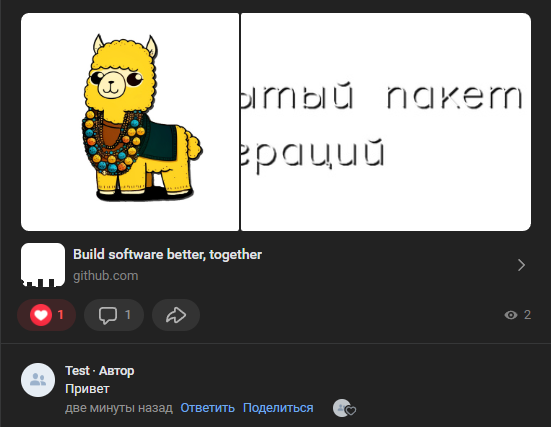 ытый пакет
ераций
Build software better, together
github.com
1
1
2
Test · Автор
Привет
две минуты назад Ответить Поделиться